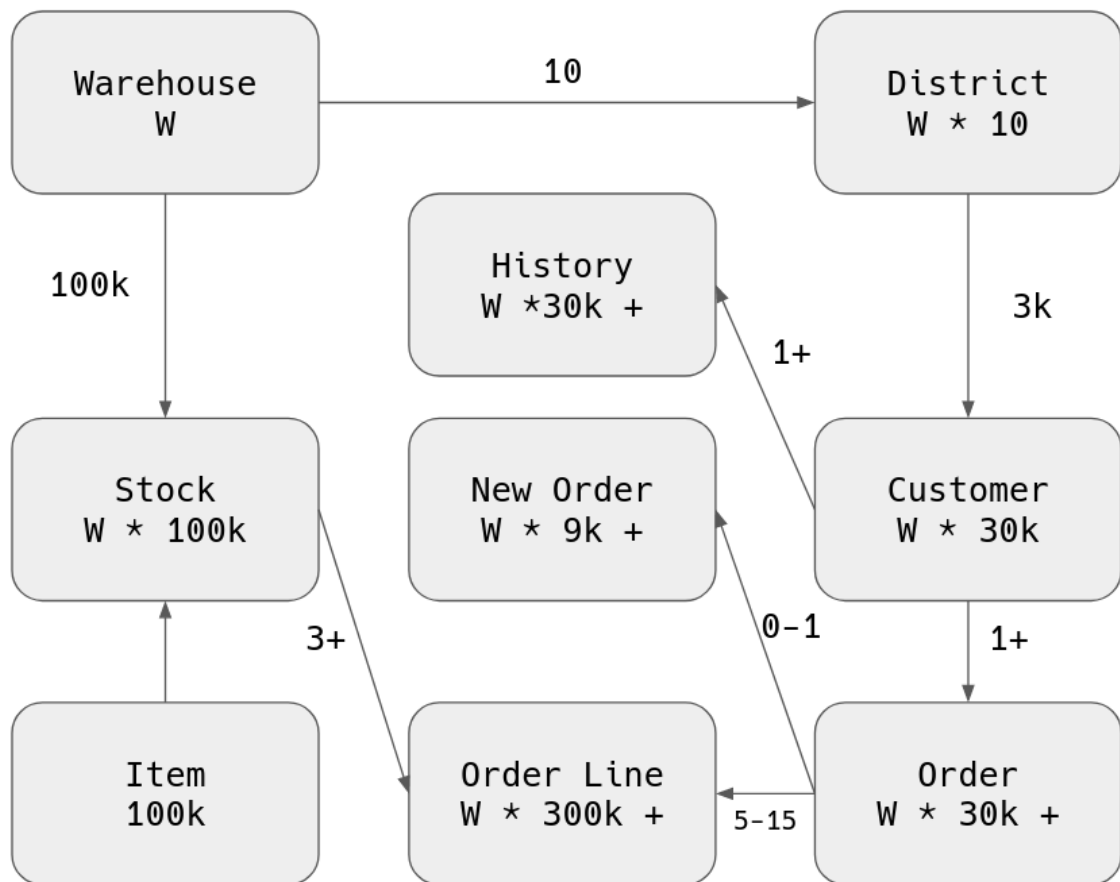 Warehouse
W
10
District
W * 10
100k
History
W *30k +
3k
1+
Stock
W * 100k
New Order
W * 9k +
Customer
W * 30k
3+
0–1
1+
Item
100k
Order Line
W * 300k +
5–15
Order
W * 30k +